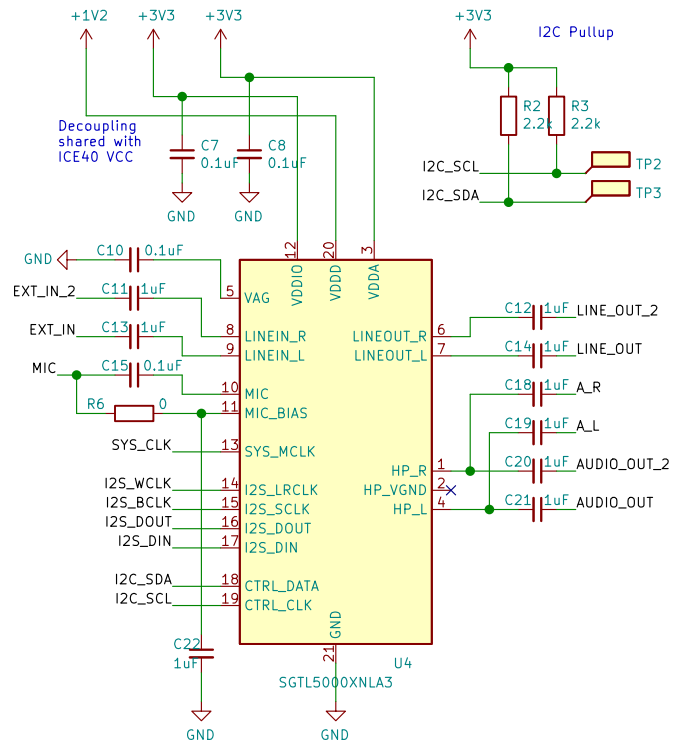 +1V2 +3V3 +3V3 +3V3
I2C Pullup
Decoupling
shared with
ICE40 VCC
C7 0.1uF
C8 0.1uF
R2 2.2k
R3 2.2k
I2C_SCL TP2
I2C_SDA TP3
GND GND
12 20 3
VDDIO VDDD VDDA
GND C10 0.1uF
5 VAG
EXT_IN_2 C11 1uF
8 LINEIN_R
EXT_IN C13 1uF
9 LINEIN_L
MIC C15 0.1uF
10 MIC
R6 0
11 MIC_BIAS
SYS_CLK 13 SYS_MCLK
I2S_WCLK 14 I2S_LRCLK
I2S_BCLK 15 I2S_SCLK
I2S_DOUT 16 I2S_DOUT
I2S_DIN 17 I2S_DIN
I2C_SDA 18 CTRL_DATA
I2C_SCL 19 CTRL_CLK
LINEOUT_R 6 C12 1uF LINE_OUT_2
LINEOUT_L 7 C14 1uF LINE_OUT
C18 1uF A_R
C19 1uF A_L
HP_R 1 C20 1uF AUDIO_OUT_2
HP_VGND 2
HP_L 4 C21 1uF AUDIO_OUT
GND
21
C22
1uF
U4
SGTL5000XNLA3
GND GND